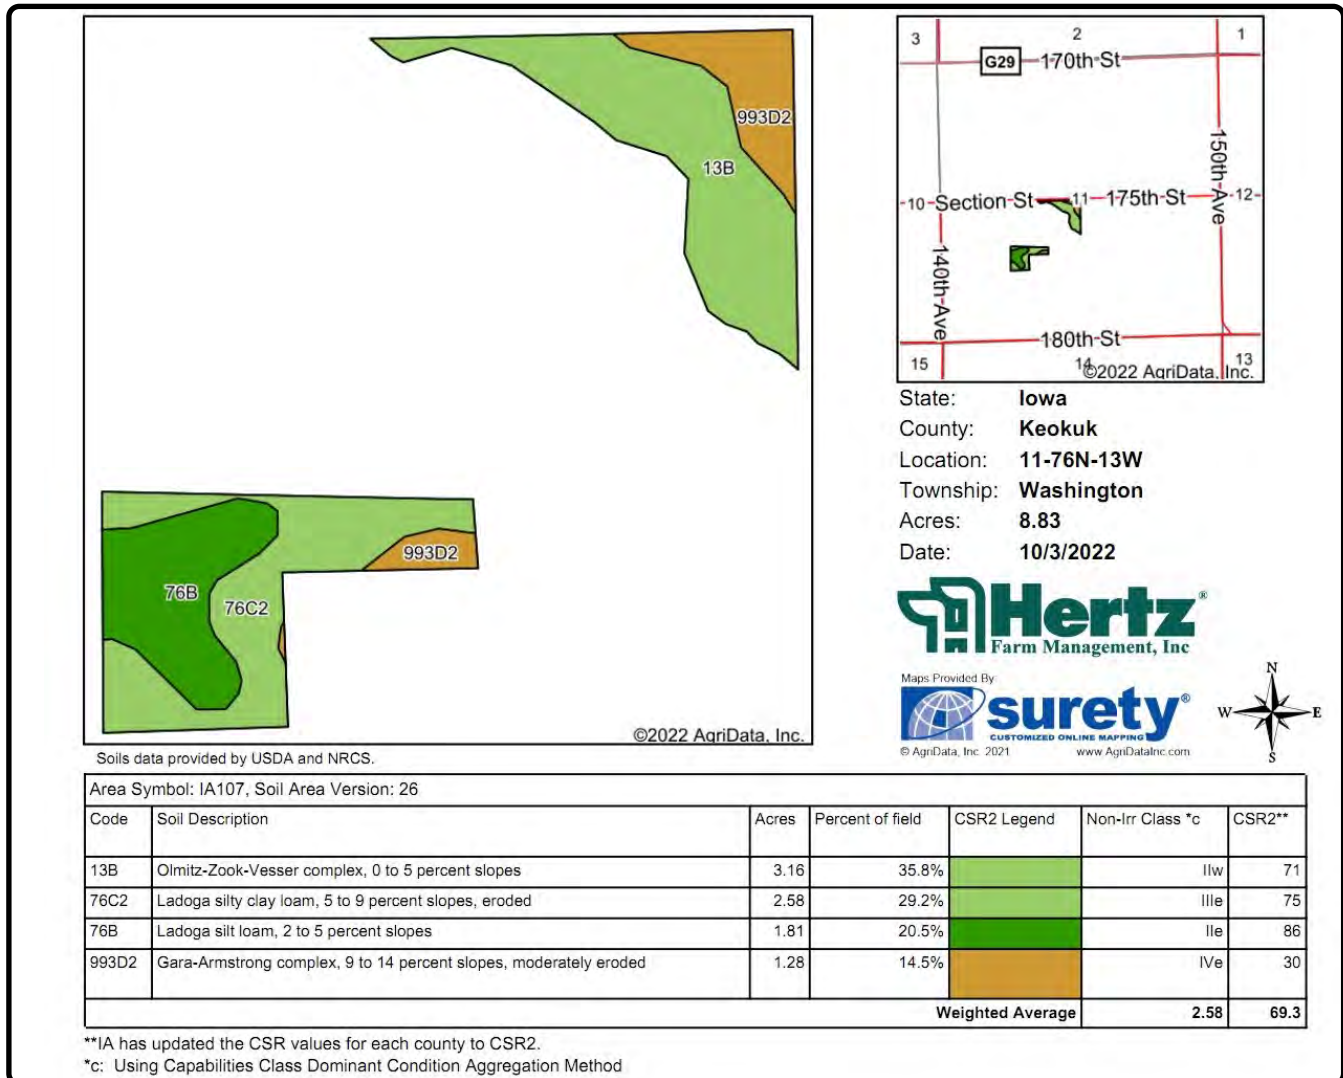 993D2
13B
993D2
76B
76C2
©2022 AgriData, Inc.
Soils data provided by USDA and NRCS.
3 2 1
G29 170th St
150th Ave
10 Section St 11 175th St 12
140th Ave
180th St
15 14 13
©2022 AgriData, Inc.
State: Iowa
County: Keokuk
Location: 11-76N-13W
Township: Washington
Acres: 8.83
Date: 10/3/2022
Hertz®
Farm Management, Inc
Maps Provided By:
surety®
CUSTOMIZED ONLINE MAPPING
© AgriData, Inc. 2021 www.AgriDataInc.com
N
W E
S
Area Symbol: IA107, Soil Area Version: 26
Code Soil Description Acres Percent of field CSR2 Legend Non-Irr Class *c CSR2**
13B Olmitz-Zook-Vesser complex, 0 to 5 percent slopes 3.16 35.8% IIw 71
76C2 Ladoga silty clay loam, 5 to 9 percent slopes, eroded 2.58 29.2% IIIe 75
76B Ladoga silt loam, 2 to 5 percent slopes 1.81 20.5% IIe 86
993D2 Gara-Armstrong complex, 9 to 14 percent slopes, moderately eroded 1.28 14.5% IVe 30
Weighted Average 2.58 69.3
**IA has updated the CSR values for each county to CSR2.
*c: Using Capabilities Class Dominant Condition Aggregation Method